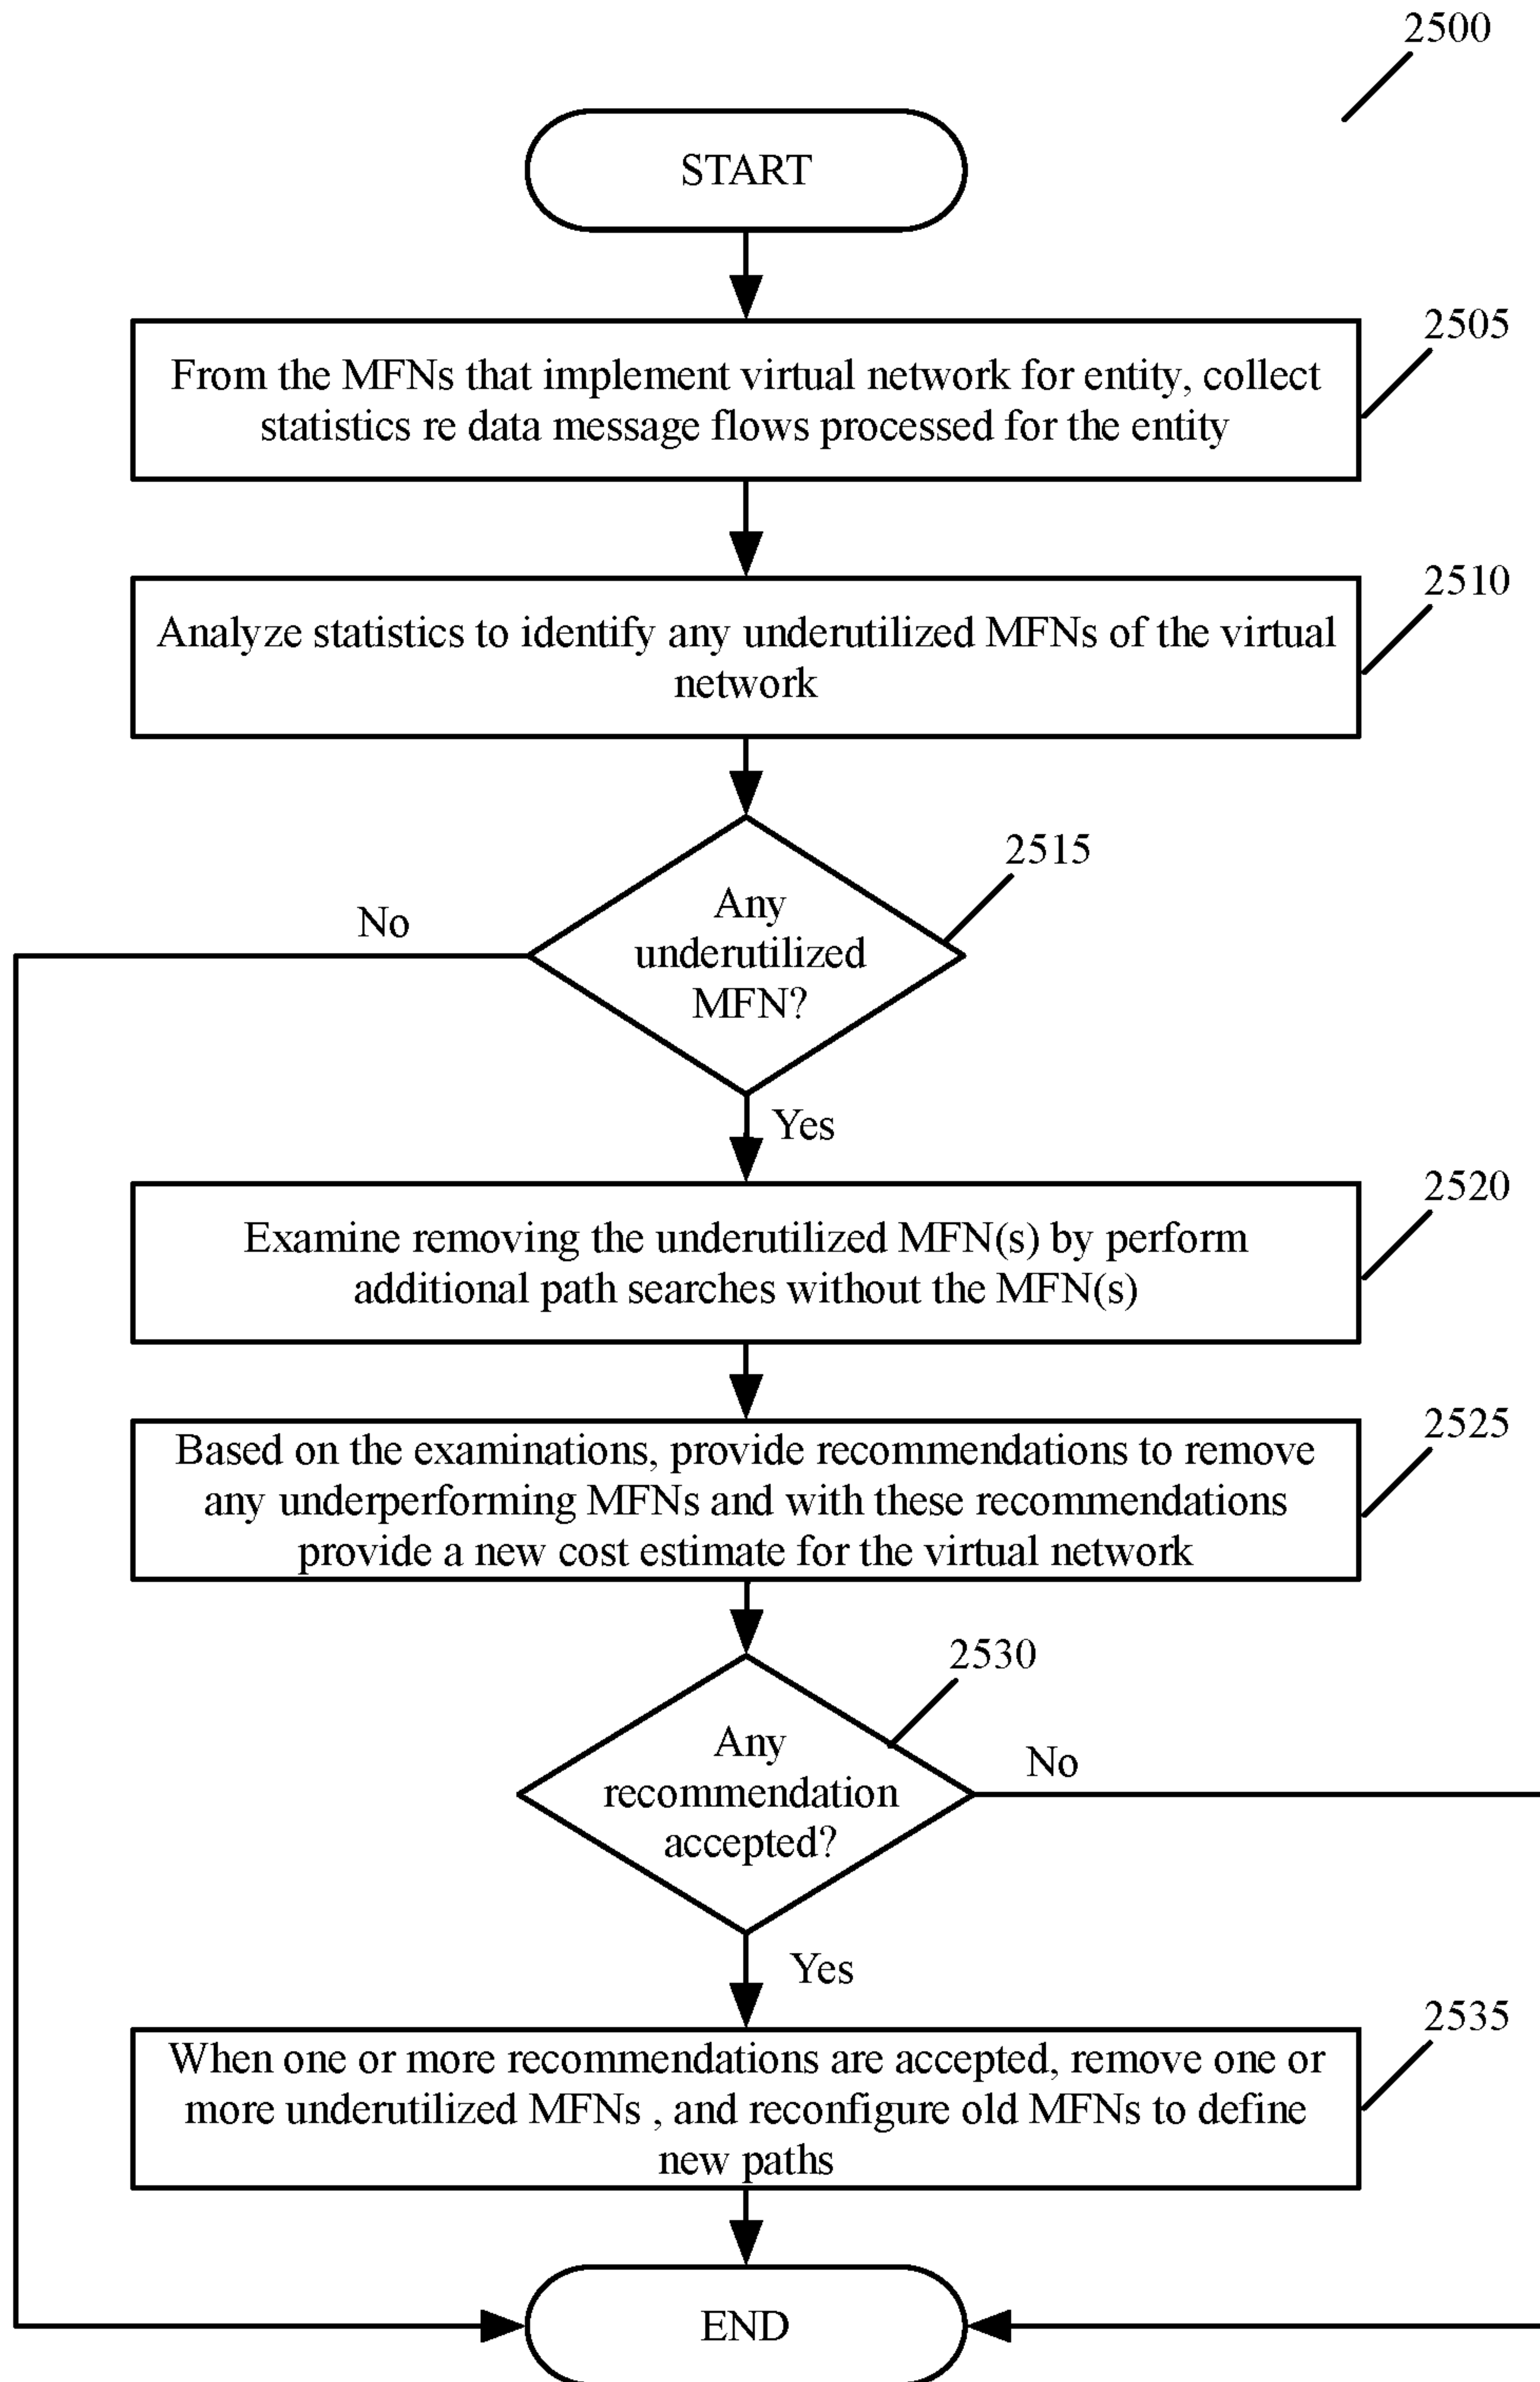 2500
START
2505
From the MFNs that implement virtual network for entity, collect
statistics re data message flows processed for the entity
2510
Analyze statistics to identify any underutilized MFNs of the virtual
network
2515
Any
underutilized
MFN?
No
Yes
2520
Examine removing the underutilized MFN(s) by perform
additional path searches without the MFN(s)
2525
Based on the examinations, provide recommendations to remove
any underperforming MFNs and with these recommendations
provide a new cost estimate for the virtual network
2530
Any
recommendation
accepted?
No
Yes
2535
When one or more recommendations are accepted, remove one or
more underutilized MFNs , and reconfigure old MFNs to define
new paths
END